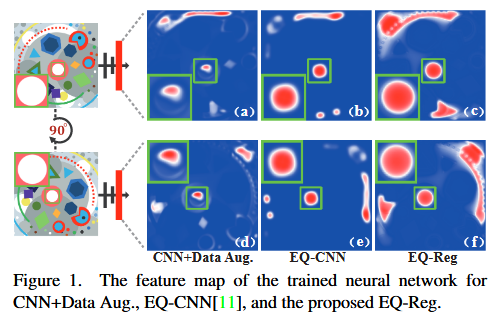 (a)
(b)
(c)
90°
(d)
(e)
(f)
CNN+Data Aug.
EQ-CNN
EQ-Reg
Figure 1. The feature map of the trained neural network for
CNN+Data Aug., EQ-CNN[11], and the proposed EQ-Reg.